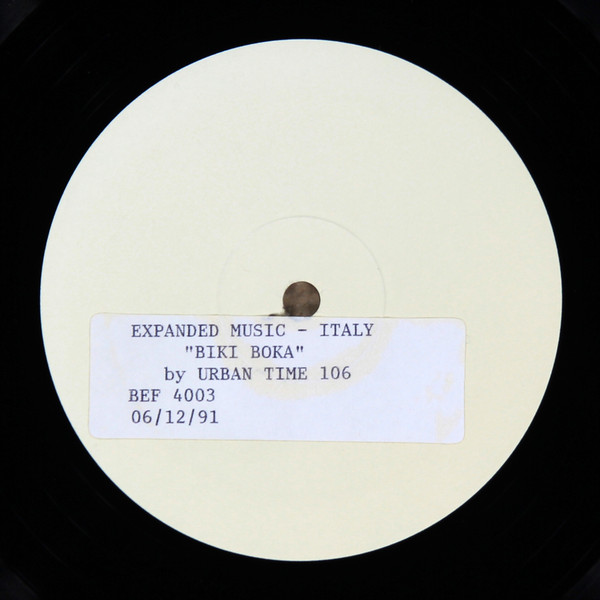 EXPANDED MUSIC - ITALY
"BIKI BOKA"
by URBAN TIME 106
BEF 4003
06/12/91